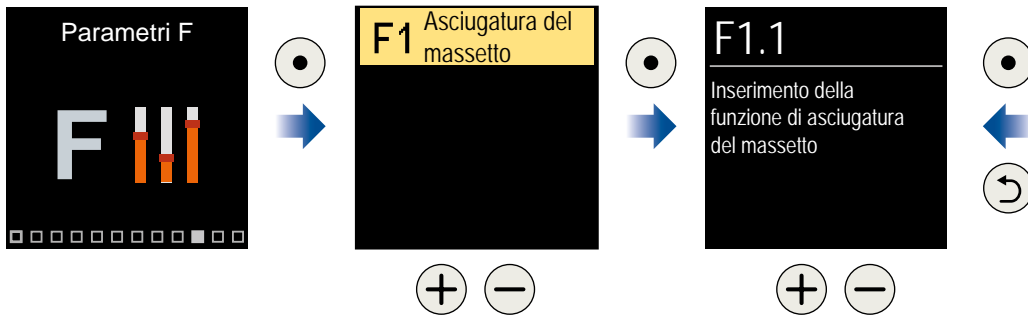 Parametri F
F
F1 Asciugatura del
massetto
F1.1
Inserimento della
funzione di asciugatura
del massetto